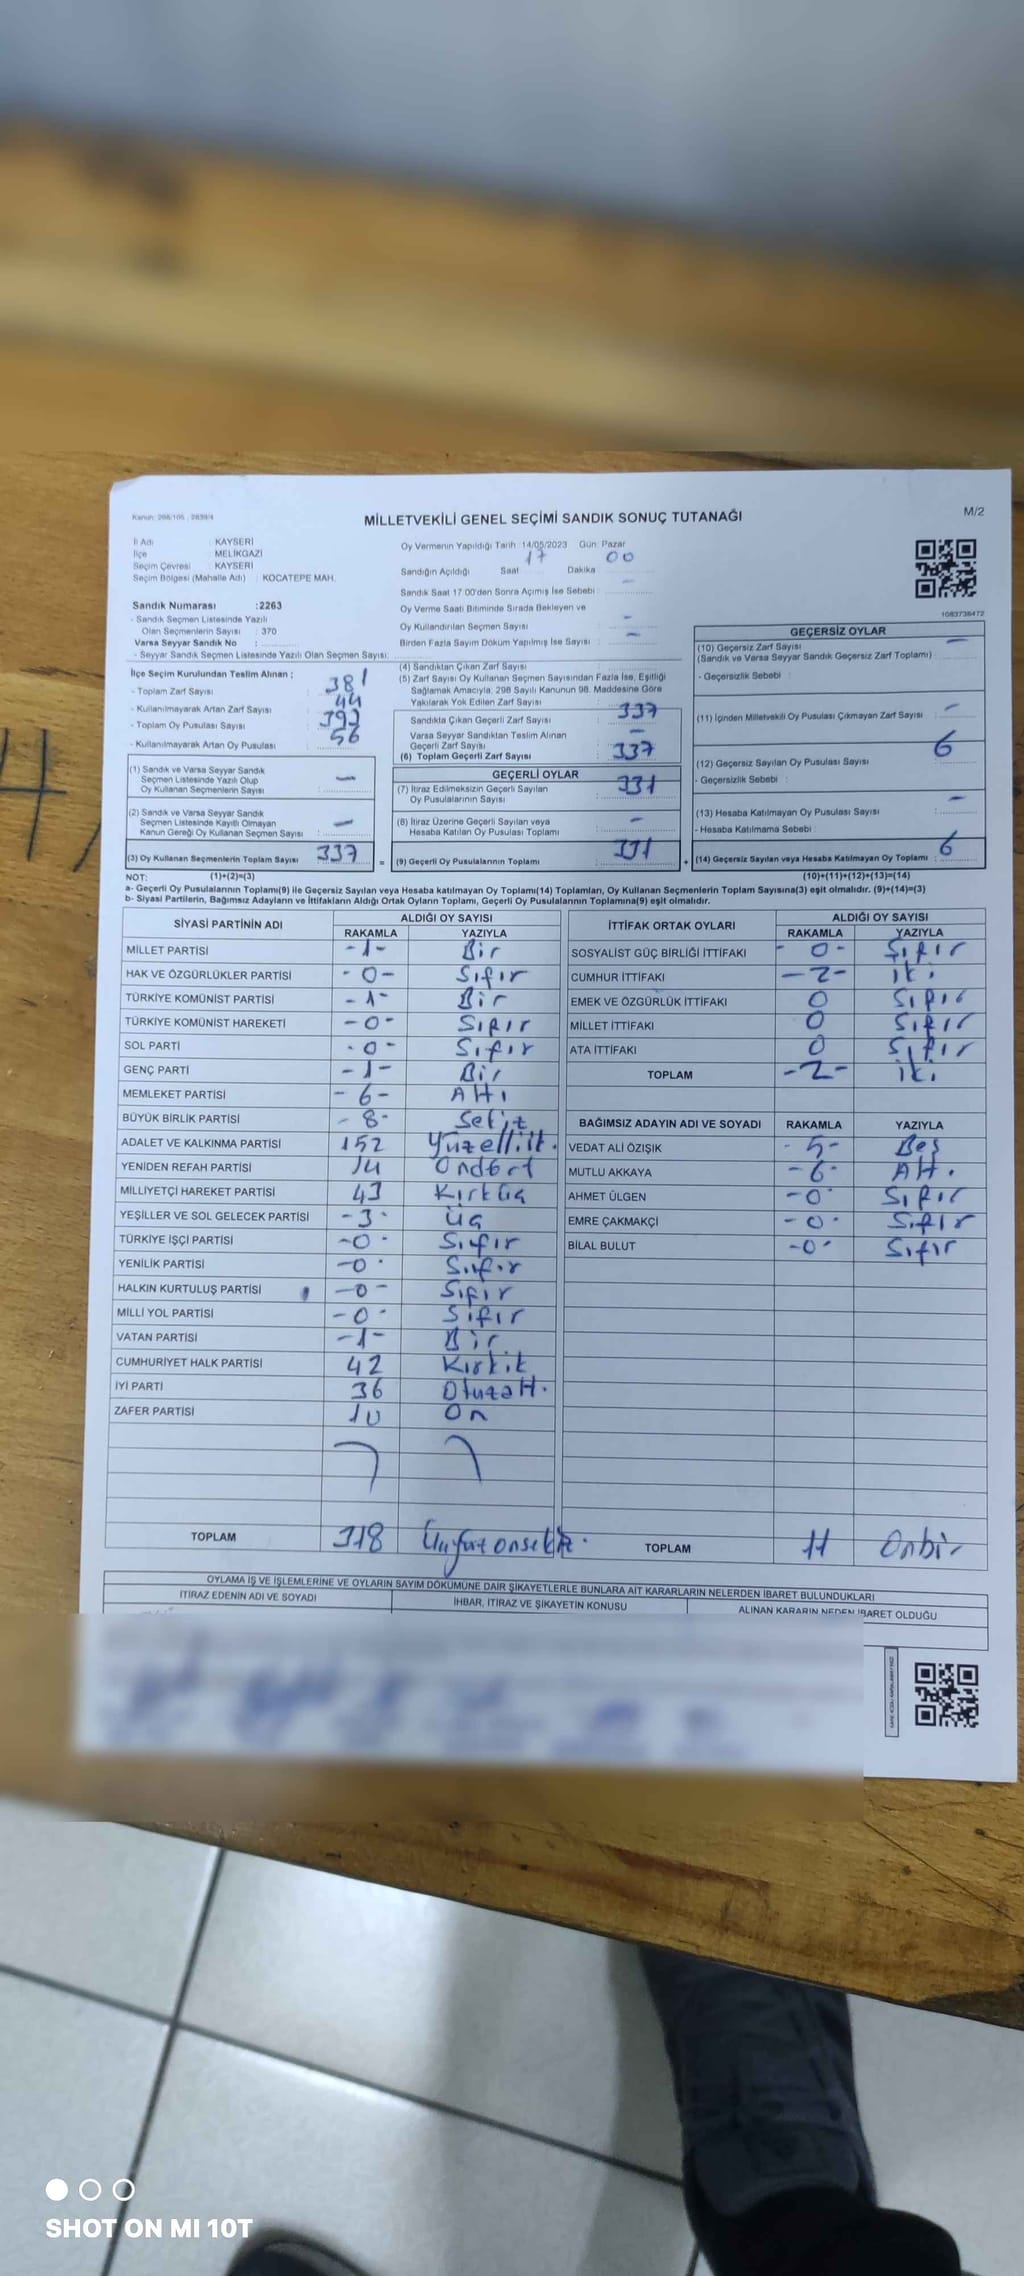 Kanun: 298/105 ; 2839/4
MİLLETVEKİLİ GENEL SEÇİMİ SANDIK SONUÇ TUTANAĞI
M/2
İl Adı : KAYSERİ
İlçe : MELİKGAZİ
Seçim Çevresi : KAYSERİ
Seçim Bölgesi (Mahalle Adı) : KOCATEPE MAH.
Sandık Numarası :2263
- Sandık Seçmen Listesinde Yazılı
Olan Seçmenlerin Sayısı : 370
Varsa Seyyar Sandık No :
- Seyyar Sandık Seçmen Listesinde Yazılı Olan Seçmen Sayısı:
Oy Vermenin Yapıldığı Tarih 14/05/2023 Gün: Pazar
Sandığın Açıldığı Saat 17 Dakika 00
Sandık Saat 17.00'den Sonra Açılmış İse Sebebi : -
Oy Verme Saati Bitiminde Sırada Bekleyen ve
Oy Kullandırılan Seçmen Sayısı : -
Birden Fazla Sayım Döküm Yapılmış İse Sayısı : -
1083738472
İlçe Seçim Kurulundan Teslim Alınan ;
- Toplam Zarf Sayısı : 381
- Kullanılmayarak Artan Zarf Sayısı : 44
- Toplam Oy Pusulası Sayısı : 392
- Kullanılmayarak Artan Oy Pusulası : 56
(4) Sandıktan Çıkan Zarf Sayısı :
(5) Zarf Sayısı Oy Kullanan Seçmen Sayısından Fazla İse, Eşitliği
Sağlamak Amacıyla, 298 Sayılı Kanunun 98. Maddesine Göre
Yakılarak Yok Edilen Zarf Sayısı :
Sandıkta Çıkan Geçerli Zarf Sayısı : 337
Varsa Seyyar Sandıktan Teslim Alınan
Geçerli Zarf Sayısı : -
(6) Toplam Geçerli Zarf Sayısı : 337
GEÇERSİZ OYLAR
(10) Geçersiz Zarf Sayısı -
(Sandık ve Varsa Seyyar Sandık Geçersiz Zarf Toplamı) :
- Geçersizlik Sebebi :
(11) İçinden Milletvekili Oy Pusulası Çıkmayan Zarf Sayısı : -
(12) Geçersiz Sayılan Oy Pusulası Sayısı : 6
- Geçersizlik Sebebi :
(13) Hesaba Katılmayan Oy Pusulası Sayısı : -
- Hesaba Katılmama Sebebi :
(14) Geçersiz Sayılan veya Hesaba Katılmayan Oy Toplamı : 6
(1) Sandık ve Varsa Seyyar Sandık
Seçmen Listesinde Yazılı Olup
Oy Kullanan Seçmenlerin Sayısı : -
(2) Sandık ve Varsa Seyyar Sandık
Seçmen Listesinde Kayıtlı Olmayan
Kanun Gereği Oy Kullanan Seçmen Sayısı : -
(3) Oy Kullanan Seçmenlerin Toplam Sayısı : 337 =
GEÇERLİ OYLAR
(7) İtiraz Edilmeksizin Geçerli Sayılan
Oy Pusulalarının Sayısı : 331
(8) İtiraz Üzerine Geçerli Sayılan veya
Hesaba Katılan Oy Pusulası Toplamı : -
(9) Geçerli Oy Pusulalarının Toplamı : 331 +
NOT: (1)+(2)=(3) (10)+(11)+(12)+(13)=(14)
a- Geçerli Oy Pusulalarının Toplamı(9) ile Geçersiz Sayılan veya Hesaba katılmayan Oy Toplamı(14) Toplamları, Oy Kullanan Seçmenlerin Toplam Sayısına(3) eşit olmalıdır. (9)+(14)=(3)
b- Siyasi Partilerin, Bağımsız Adayların ve İttifakların Aldığı Ortak Oyların Toplamı, Geçerli Oy Pusulalarının Toplamına(9) eşit olmalıdır.
SİYASİ PARTİNİN ADI ALDIĞI OY SAYISI
RAKAMLA YAZIYLA
MİLLET PARTİSİ -1- Bir
HAK VE ÖZGÜRLÜKLER PARTİSİ -0- Sıfır
TÜRKİYE KOMÜNİST PARTİSİ -1- Bir
TÜRKİYE KOMÜNİST HAREKETİ -0- Sıfır
SOL PARTİ -0- Sıfır
GENÇ PARTİ -1- Bir
MEMLEKET PARTİSİ -6- Altı
BÜYÜK BİRLİK PARTİSİ -8- Sekiz
ADALET VE KALKINMA PARTİSİ 152 Yüzelliik.
YENİDEN REFAH PARTİSİ 14 Ondört
MİLLİYETÇİ HAREKET PARTİSİ 43 Kırküç
YEŞİLLER VE SOL GELECEK PARTİSİ -3- Üç
TÜRKİYE İŞÇİ PARTİSİ -0- Sıfır
YENİLİK PARTİSİ -0- Sıfır
HALKIN KURTULUŞ PARTİSİ -0- Sıfır
MİLLİ YOL PARTİSİ -0- Sıfır
VATAN PARTİSİ -1- Bir
CUMHURİYET HALK PARTİSİ 42 Kırkik
İYİ PARTİ 36 Otuzalt.
ZAFER PARTİSİ 10 On
TOPLAM 318 Üçyüzonsekiz.
İTTİFAK ORTAK OYLARI ALDIĞI OY SAYISI
RAKAMLA YAZIYLA
SOSYALİST GÜÇ BİRLİĞİ İTTİFAKI -0- Sıfır
CUMHUR İTTİFAKI -2- İki
EMEK VE ÖZGÜRLÜK İTTİFAKI 0 Sıfır
MİLLET İTTİFAKI 0 Sıfır
ATA İTTİFAKI 0 Sıfır
TOPLAM -2- İki
BAĞIMSIZ ADAYIN ADI VE SOYADI RAKAMLA YAZIYLA
VEDAT ALİ ÖZIŞIK -5- Beş
MUTLU AKKAYA -6- Alt.
AHMET ÜLGEN -0- Sıfır
EMRE ÇAKMAKÇI -0- Sıfır
BİLAL BULUT -0- Sıfır
TOPLAM 11 Onbir
OYLAMA İŞ VE İŞLEMLERİNE VE OYLARIN SAYIM DÖKÜMÜNE DAİR ŞİKAYETLERLE BUNLARA AİT KARARLARIN NELERDEN İBARET BULUNDUKLARI
İTİRAZ EDENİN ADI VE SOYADI İHBAR, İTİRAZ VE ŞİKAYETİN KONUSU ALINAN KARARIN NEDEN İBARET OLDUĞU
SHOT ON MI 10T